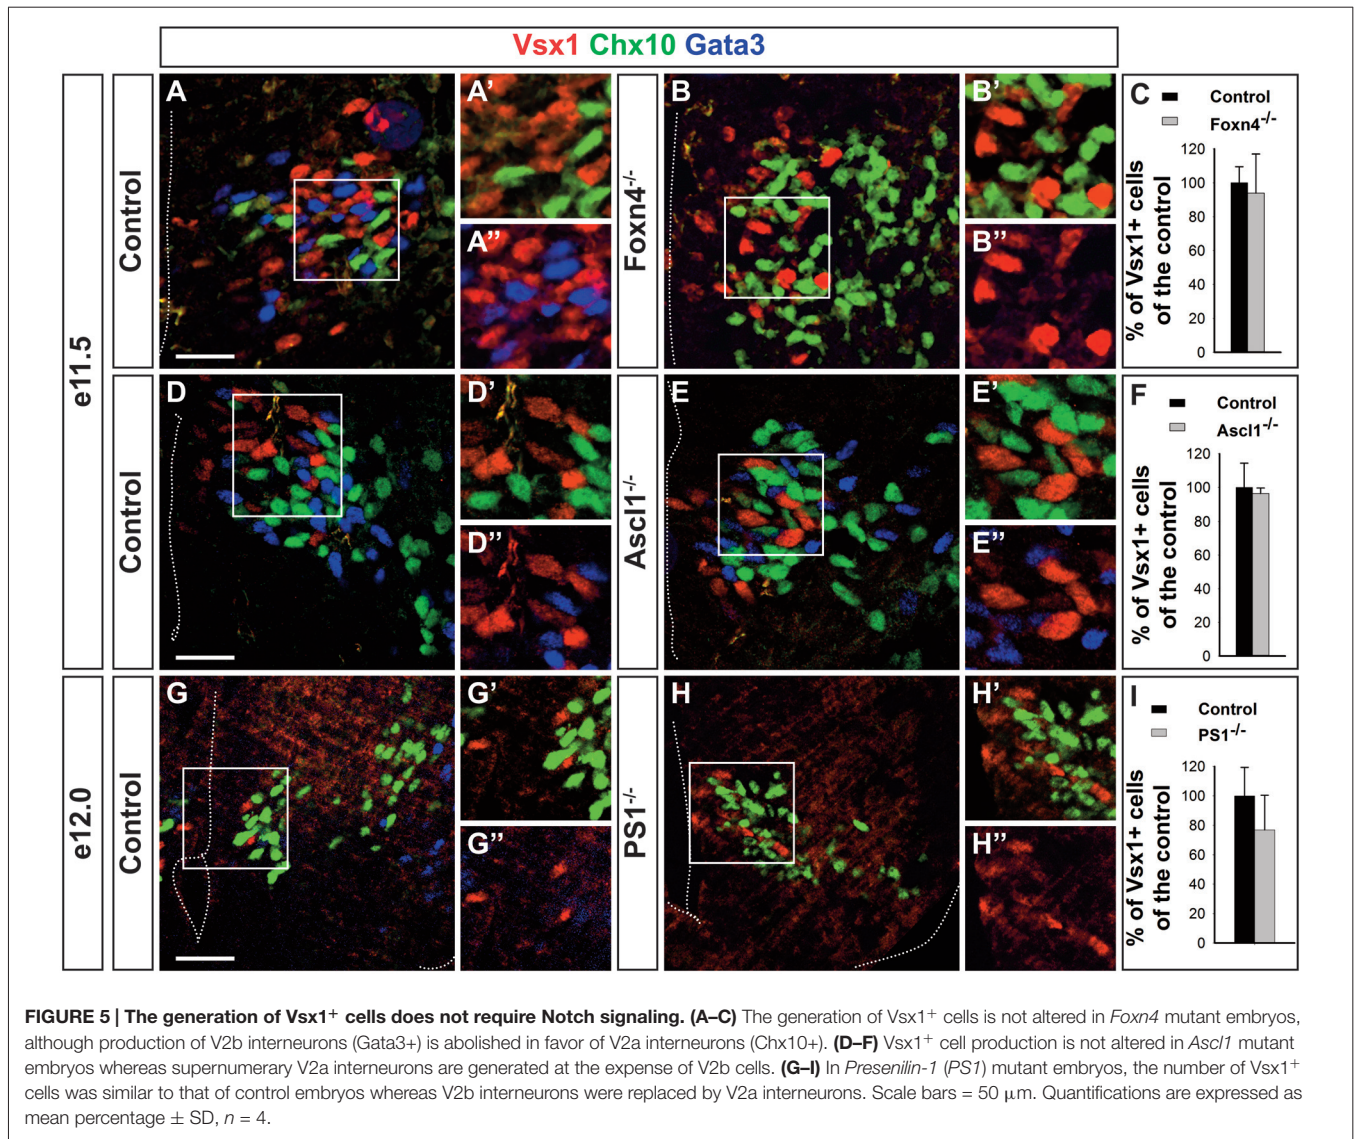 Vsx1 Chx10 Gata3
e11.5
Control
A
A'
A''
Foxn4-/-
B
B'
B''
C
Control
Foxn4-/-
% of Vsx1+ cells
of the control
120
100
80
60
40
20
0
Control
D
D'
D''
Ascl1-/-
E
E'
E''
F
Control
Ascl1-/-
% of Vsx1+ cells
of the control
120
100
80
60
40
20
0
e12.0
Control
G
G'
G''
PS1-/-
H
H'
H''
I
Control
PS1-/-
% of Vsx1+ cells
of the control
120
100
80
60
40
20
0
FIGURE 5 | The generation of Vsx1+ cells does not require Notch signaling. (A–C) The generation of Vsx1+ cells is not altered in Foxn4 mutant embryos,
although production of V2b interneurons (Gata3+) is abolished in favor of V2a interneurons (Chx10+). (D–F) Vsx1+ cell production is not altered in Ascl1 mutant
embryos whereas supernumerary V2a interneurons are generated at the expense of V2b cells. (G–I) In Presenilin-1 (PS1) mutant embryos, the number of Vsx1+
cells was similar to that of control embryos whereas V2b interneurons were replaced by V2a interneurons. Scale bars = 50 μm. Quantifications are expressed as
mean percentage ± SD, n = 4.